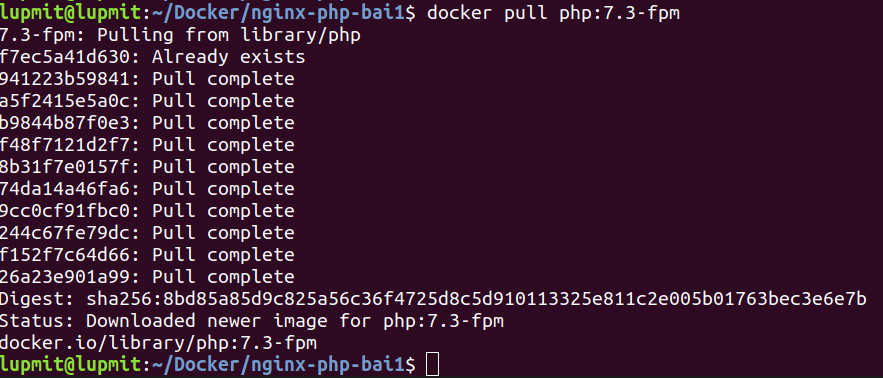 lupmit@lupmit:~/Docker/nginx-php-bai1$ docker pull php:7.3-fpm
7.3-fpm: Pulling from library/php
f7ec5a41d630: Already exists
941223b59841: Pull complete
a5f2415e5a0c: Pull complete
b9844b87f0e3: Pull complete
f48f7121d2f7: Pull complete
8b31f7e0157f: Pull complete
74da14a46fa6: Pull complete
9cc0cf91fbc0: Pull complete
244c67fe79dc: Pull complete
f152f7c64d66: Pull complete
26a23e901a99: Pull complete
Digest: sha256:8bd85a85d9c825a56c36f4725d8c5d910113325e811c2e005b01763bec3e6e7b
Status: Downloaded newer image for php:7.3-fpm
docker.io/library/php:7.3-fpm
lupmit@lupmit:~/Docker/nginx-php-bai1$